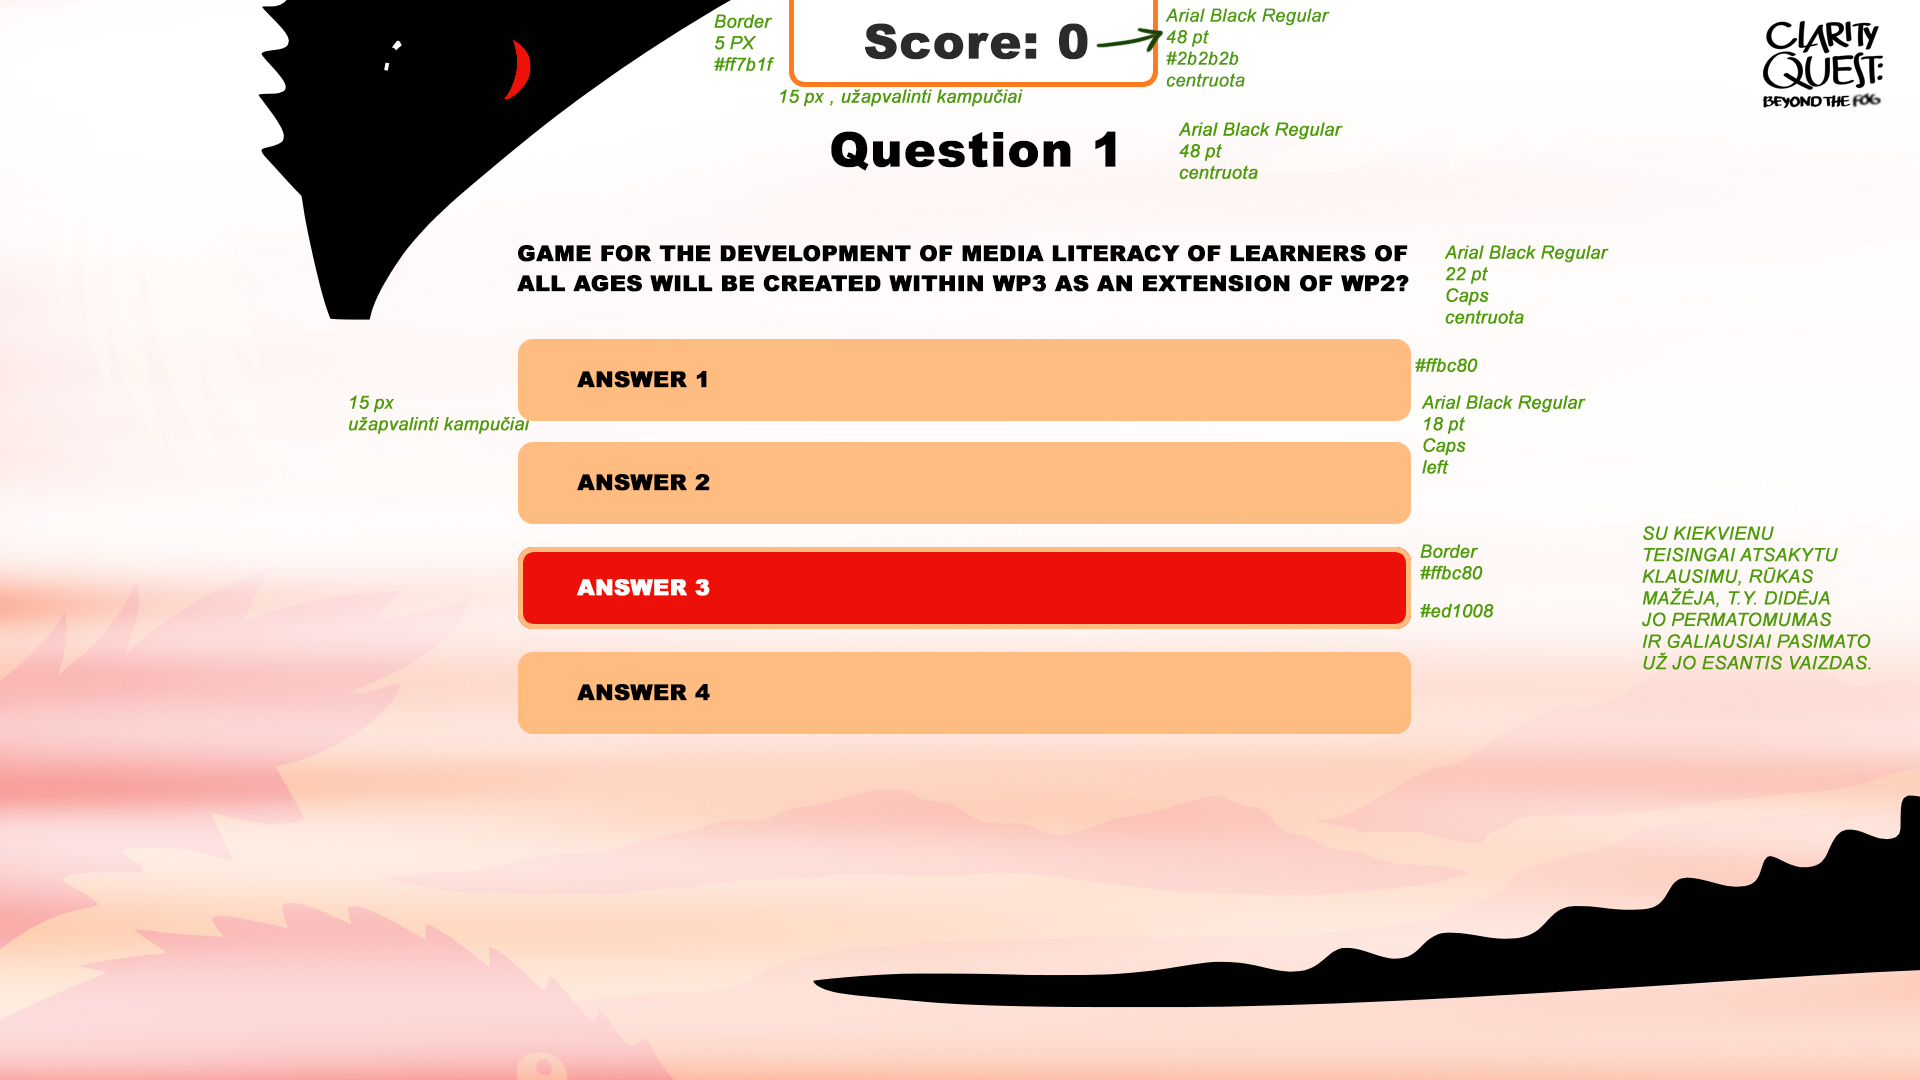 Border
5 PX
#ff7b1f
Score: 0
Arial Black Regular
48 pt
#2b2b2b
centruota
15 px , užapvalinti kampučiai
CLARITY
QUEST:
BEYOND THE FOG
Question 1
Arial Black Regular
48 pt
centruota
GAME FOR THE DEVELOPMENT OF MEDIA LITERACY OF LEARNERS OF
ALL AGES WILL BE CREATED WITHIN WP3 AS AN EXTENSION OF WP2?
Arial Black Regular
22 pt
Caps
centruota
ANSWER 1
#ffbc80
15 px
užapvalinti kampučiai
Arial Black Regular
18 pt
Caps
left
ANSWER 2
ANSWER 3
Border
#ffbc80
#ed1008
ANSWER 4
SU KIEKVIENU
TEISINGAI ATSAKYTU
KLAUSIMU, RŪKAS
MAŽĖJA, T.Y. DIDĖJA
JO PERMATOMUMAS
IR GALIAUSIAI PASIMATO
UŽ JO ESANTIS VAIZDAS.